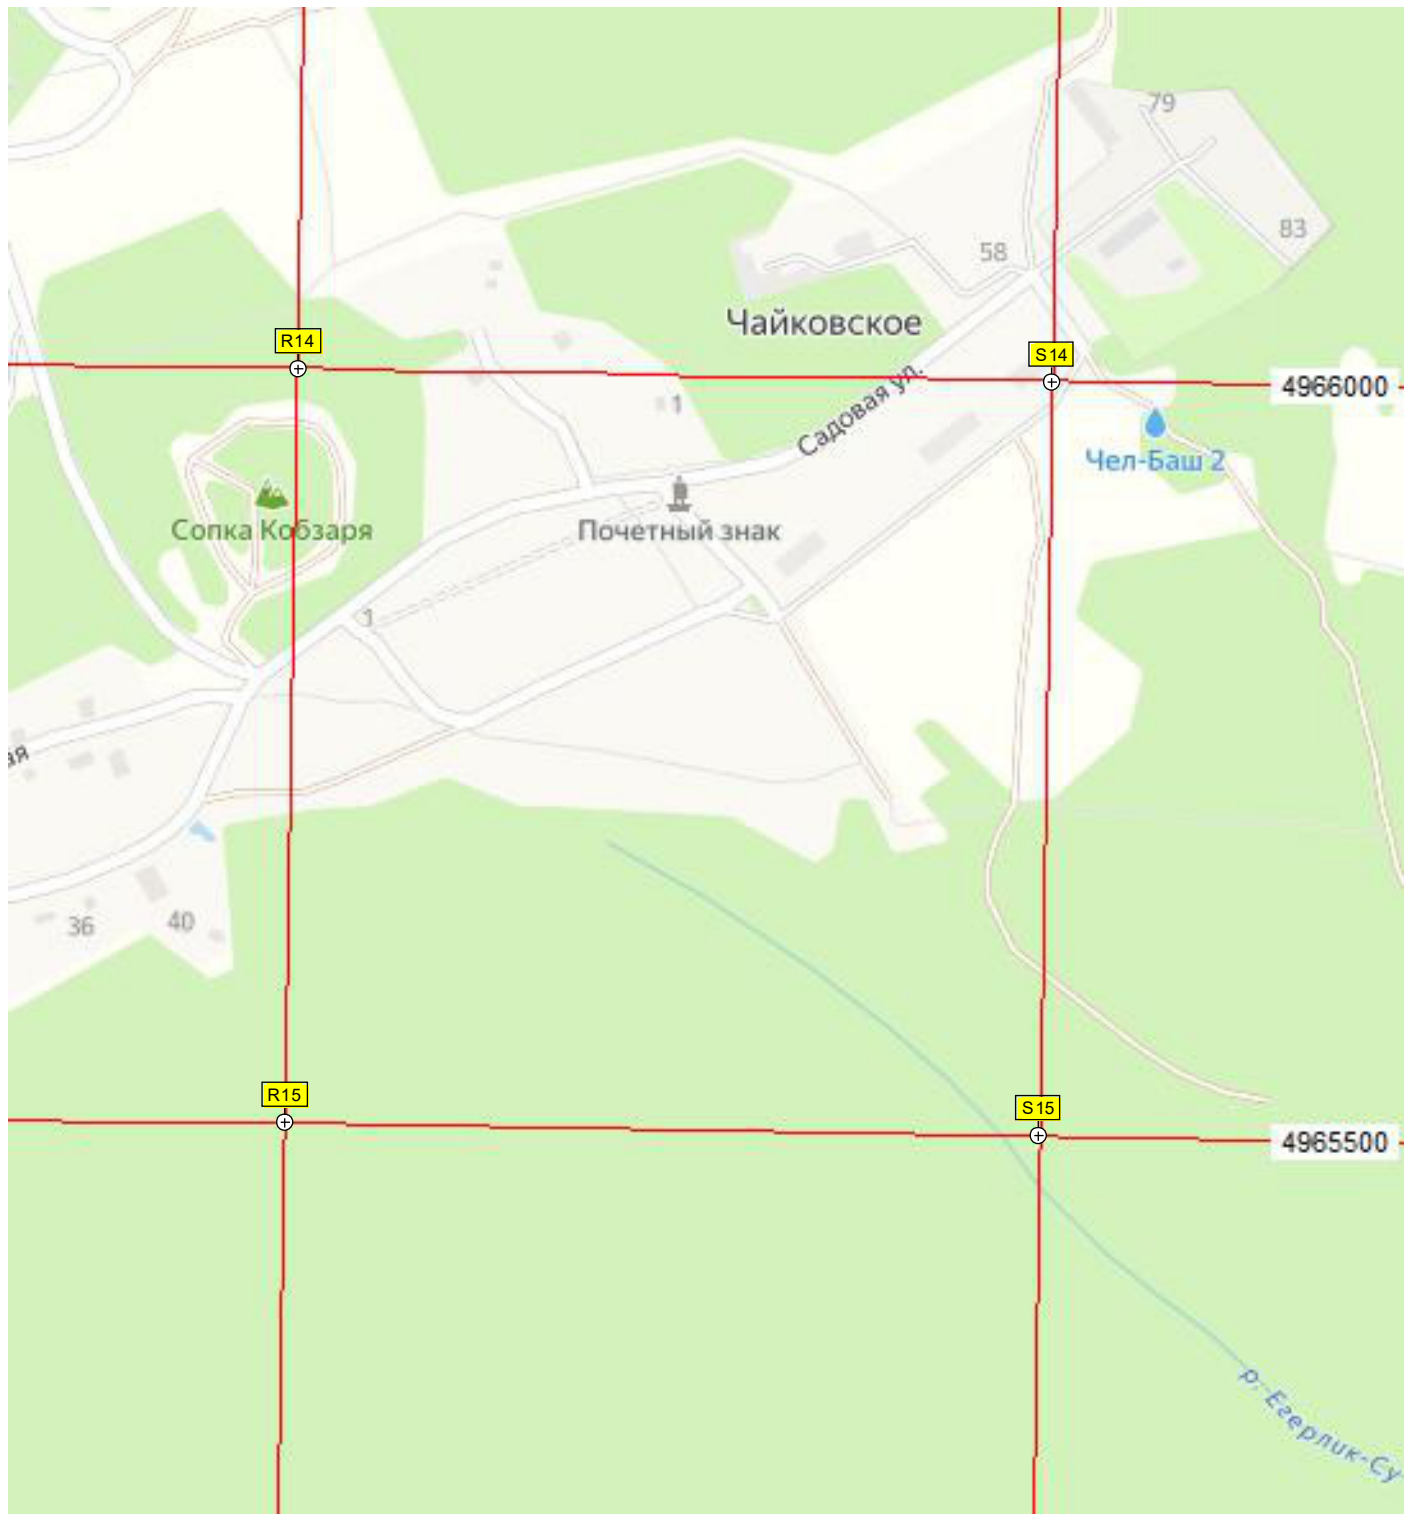 79
83
58
Чайковское
R14
S14
4966000
Садовая ул.
1
Чел-Баш 2
Сопка Кобзаря
Почетный знак
1
ая
36
40
R15
S15
4965500
р. Егерлик-Су